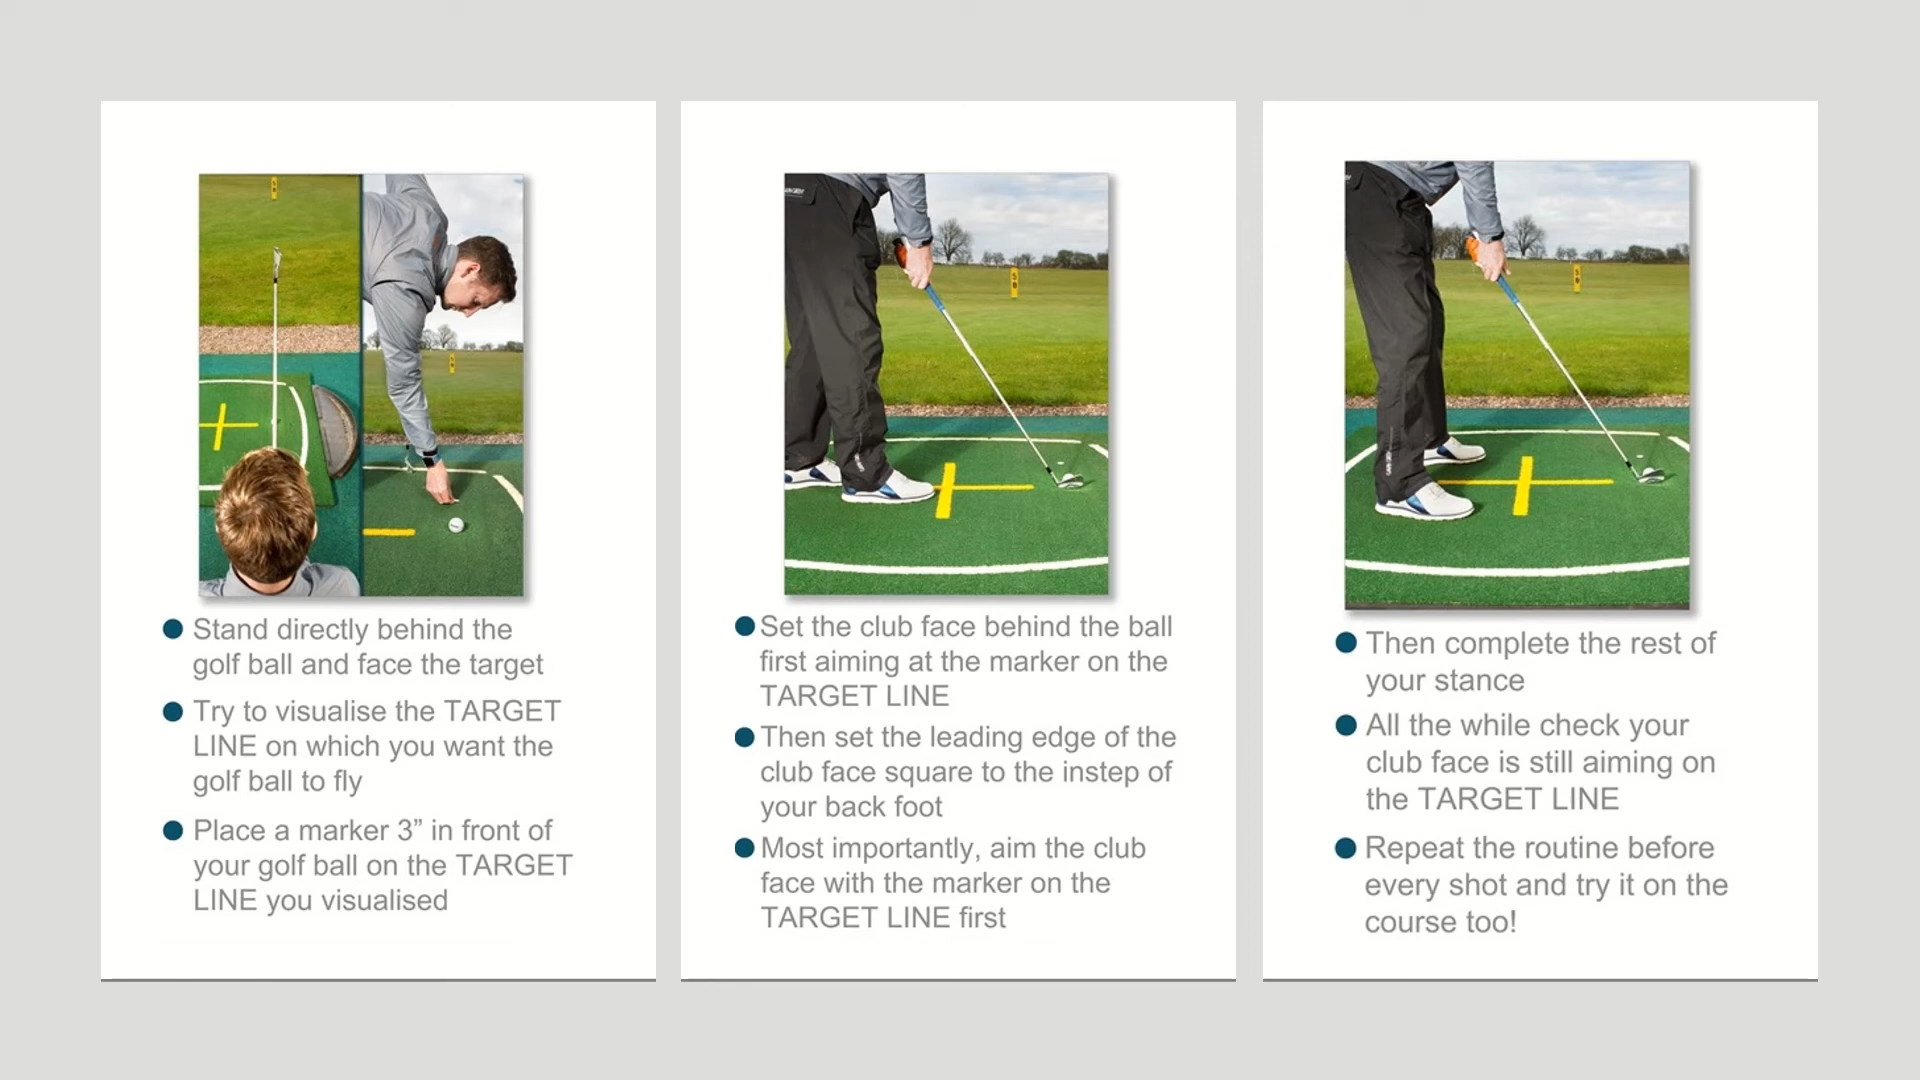 Stand directly behind the
golf ball and face the target
Try to visualise the TARGET
LINE on which you want the
golf ball to fly
Place a marker 3” in front of
your golf ball on the TARGET
LINE you visualised
50
Set the club face behind the ball
first aiming at the marker on the
TARGET LINE
Then set the leading edge of the
club face square to the instep of
your back foot
Most importantly, aim the club
face with the marker on the
TARGET LINE first
50
Then complete the rest of
your stance
All the while check your
club face is still aiming on
the TARGET LINE
Repeat the routine before
every shot and try it on the
course too!